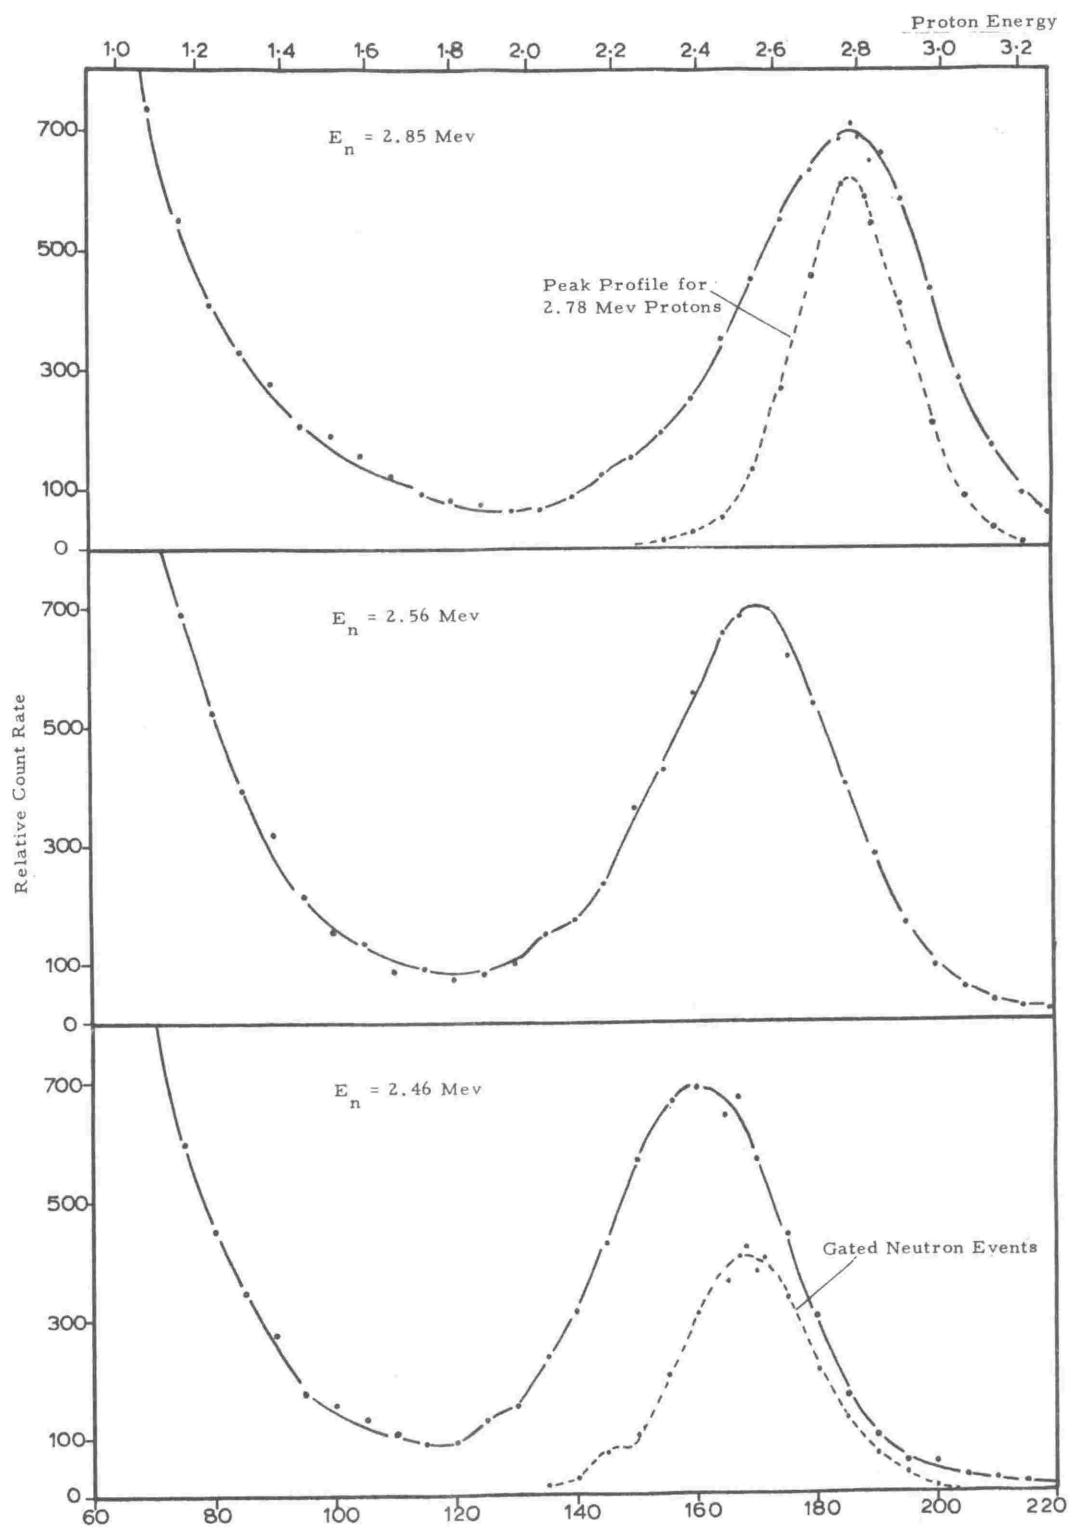 Proton Energy
1·0 1·2 1·4 1·6 1·8 2·0 2·2 2·4 2·6 2·8 3·0 3·2
700
E_n = 2.85 Mev
500
Peak Profile for
2.78 Mev Protons
300
100
0
700
E_n = 2.56 Mev
500
Relative Count Rate
300
100
0
700
E_n = 2.46 Mev
500
Gated Neutron Events
300
100
0
60 80 100 120 140 160 180 200 220